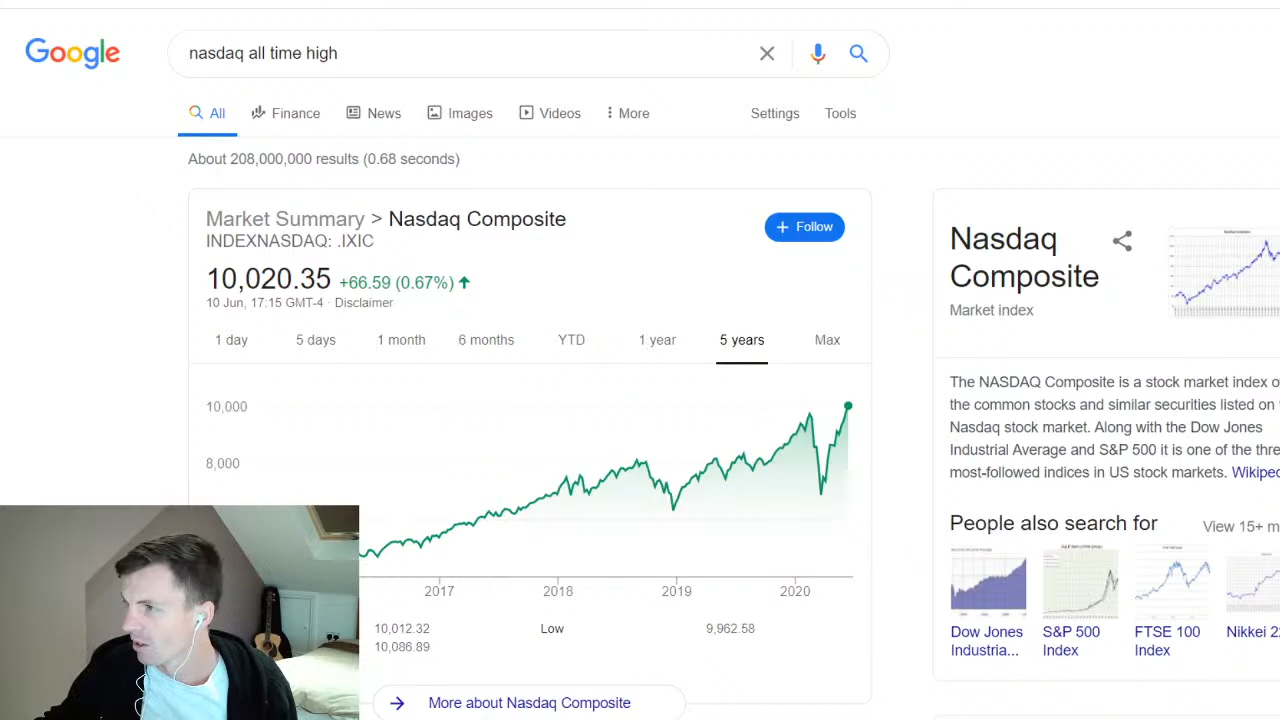 Google
nasdaq all time high
All
Finance
News
Images
Videos
More
Settings
Tools
About 208,000,000 results (0.68 seconds)
Market Summary > Nasdaq Composite
INDEXNASDAQ: .IXIC
Follow
10,020.35 +66.59 (0.67%)
10 Jun, 17:15 GMT-4 · Disclaimer
1 day
5 days
1 month
6 months
YTD
1 year
5 years
Max
10,000
8,000
2017
2018
2019
2020
10,012.32
Low
9,962.58
10,086.89
More about Nasdaq Composite
Nasdaq
Composite
Market index
The NASDAQ Composite is a stock market index o
the common stocks and similar securities listed on
Nasdaq stock market. Along with the Dow Jones
Industrial Average and S&P 500 it is one of the thre
most-followed indices in US stock markets. Wikiped
People also search for
View 15+ m
Dow Jones
Industria...
S&P 500
Index
FTSE 100
Index
Nikkei 2